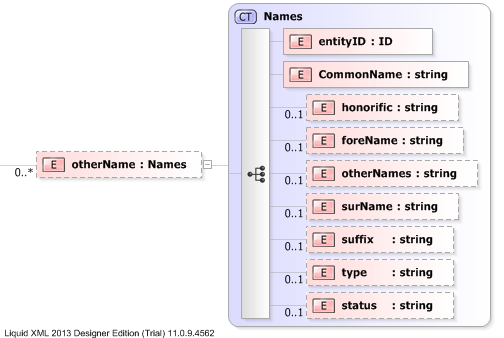 CT Names
E entityID : ID
E CommonName : string
E honorific : string
0..1
E foreName : string
0..1
E otherName : Names
0..*
E otherNames : string
0..1
E surName : string
0..1
E suffix : string
0..1
E type : string
0..1
E status : string
0..1
Liquid XML 2013 Designer Edition (Trial) 11.0.9.4562